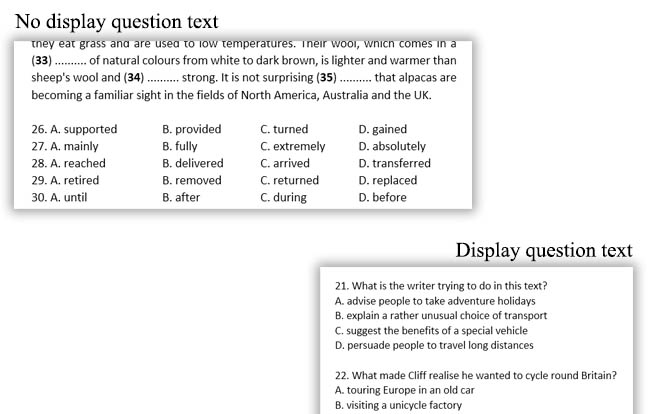 No display question text
they eat grass and are used to low temperatures. Their wool, which comes in a
(33) .......... of natural colours from white to dark brown, is lighter and warmer than
sheep's wool and (34) .......... strong. It is not surprising (35) .......... that alpacas are
becoming a familiar sight in the fields of North America, Australia and the UK.
26. A. supported B. provided C. turned D. gained
27. A. mainly B. fully C. extremely D. absolutely
28. A. reached B. delivered C. arrived D. transferred
29. A. retired B. removed C. returned D. replaced
30. A. until B. after C. during D. before
Display question text
21. What is the writer trying to do in this text?
A. advise people to take adventure holidays
B. explain a rather unusual choice of transport
C. suggest the benefits of a special vehicle
D. persuade people to travel long distances
22. What made Cliff realise he wanted to cycle round Britain?
A. touring Europe in an old car
B. visiting a unicycle factory